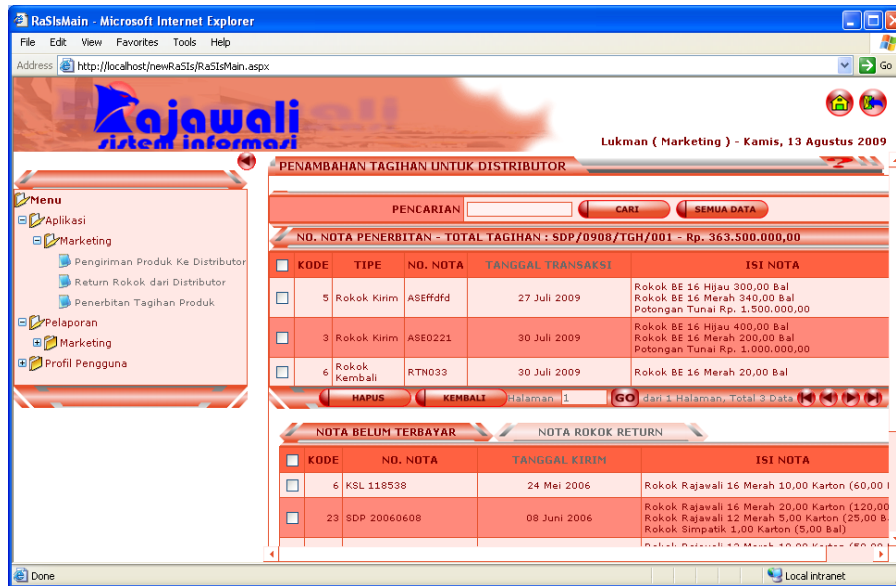 RaSIsMain - Microsoft Internet Explorer
File Edit View Favorites Tools Help
Address http://localhost/newRaSIs/RaSIsMain.aspx Go
Rajawali
sistem informasi
Lukman ( Marketing ) - Kamis, 13 Agustus 2009
Menu
Aplikasi
Marketing
Pengiriman Produk Ke Distributor
Return Rokok dari Distributor
Penerbitan Tagihan Produk
Pelaporan
Marketing
Profil Pengguna
PENAMBAHAN TAGIHAN UNTUK DISTRIBUTOR
PENCARIAN CARI SEMUA DATA
NO. NOTA PENERBITAN - TOTAL TAGIHAN : SDP/0908/TGH/001 - Rp. 363.500.000,00
KODE TIPE NO. NOTA TANGGAL TRANSAKSI ISI NOTA
5 Rokok Kirim ASEffdfd 27 Juli 2009 Rokok BE 16 Hijau 300,00 Bal
Rokok BE 16 Merah 340,00 Bal
Potongan Tunai Rp. 1.500.000,00
3 Rokok Kirim ASE0221 30 Juli 2009 Rokok BE 16 Hijau 400,00 Bal
Rokok BE 16 Merah 200,00 Bal
Potongan Tunai Rp. 1.000.000,00
6 Rokok Kembali RTN033 30 Juli 2009 Rokok BE 16 Merah 20,00 Bal
HAPUS KEMBALI Halaman 1 GO dari 1 Halaman, Total 3 Data
NOTA BELUM TERBAYAR NOTA ROKOK RETURN
KODE NO. NOTA TANGGAL KIRIM ISI NOTA
6 KSL 118538 24 Mei 2006 Rokok Rajawali 16 Merah 10,00 Karton (60,00
23 SDP 20060608 08 Juni 2006 Rokok Rajawali 16 Merah 20,00 Karton (120,00
Rokok Rajawali 12 Merah 5,00 Karton (25,00 B
Rokok Simpatik 1,00 Karton (5,00 Bal)
Done Local intranet